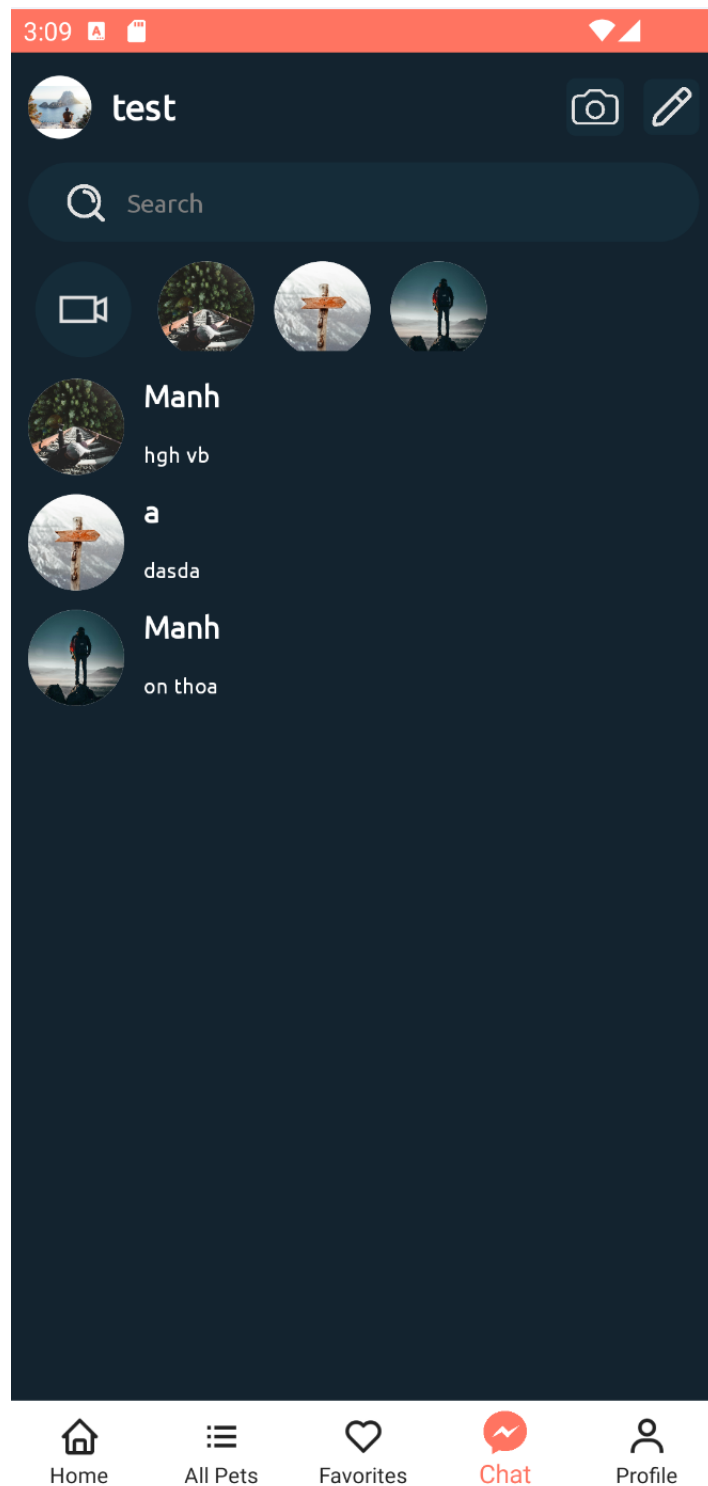 3:09
test
Search
Manh
hgh vb
a
dasda
Manh
on thoa
Home All Pets Favorites Chat Profile